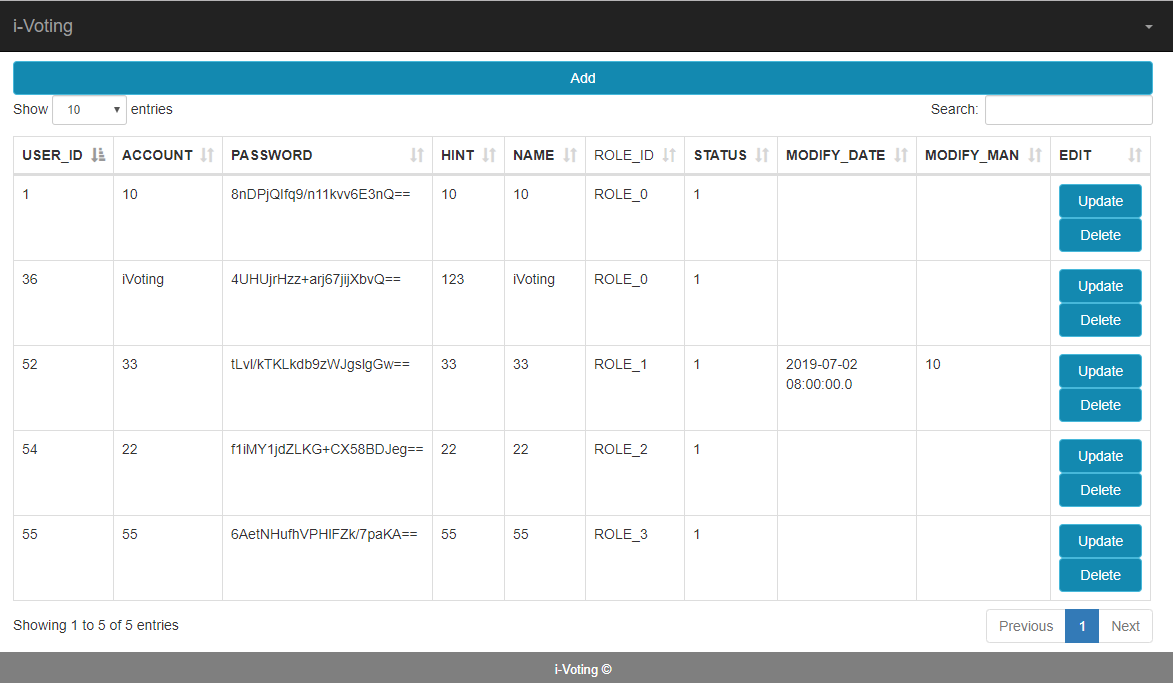 i-Voting
Add
Show 10 entries Search:
USER_ID ACCOUNT PASSWORD HINT NAME ROLE_ID STATUS MODIFY_DATE MODIFY_MAN EDIT
1 10 8nDPjQIfq9/n11kvv6E3nQ== 10 10 ROLE_0 1 Update
Delete
36 iVoting 4UHUjrHzz+arj67jijXbvQ== 123 iVoting ROLE_0 1 Update
Delete
52 33 tLvI/kTKLkdb9zWJgsIgGw== 33 33 ROLE_1 1 2019-07-02 10 Update
08:00:00.0
Delete
54 22 f1iMY1jdZLKG+CX58BDJeg== 22 22 ROLE_2 1 Update
Delete
55 55 6AetNHufhVPHIFZk/7paKA== 55 55 ROLE_3 1 Update
Delete
Showing 1 to 5 of 5 entries Previous 1 Next
i-Voting ©